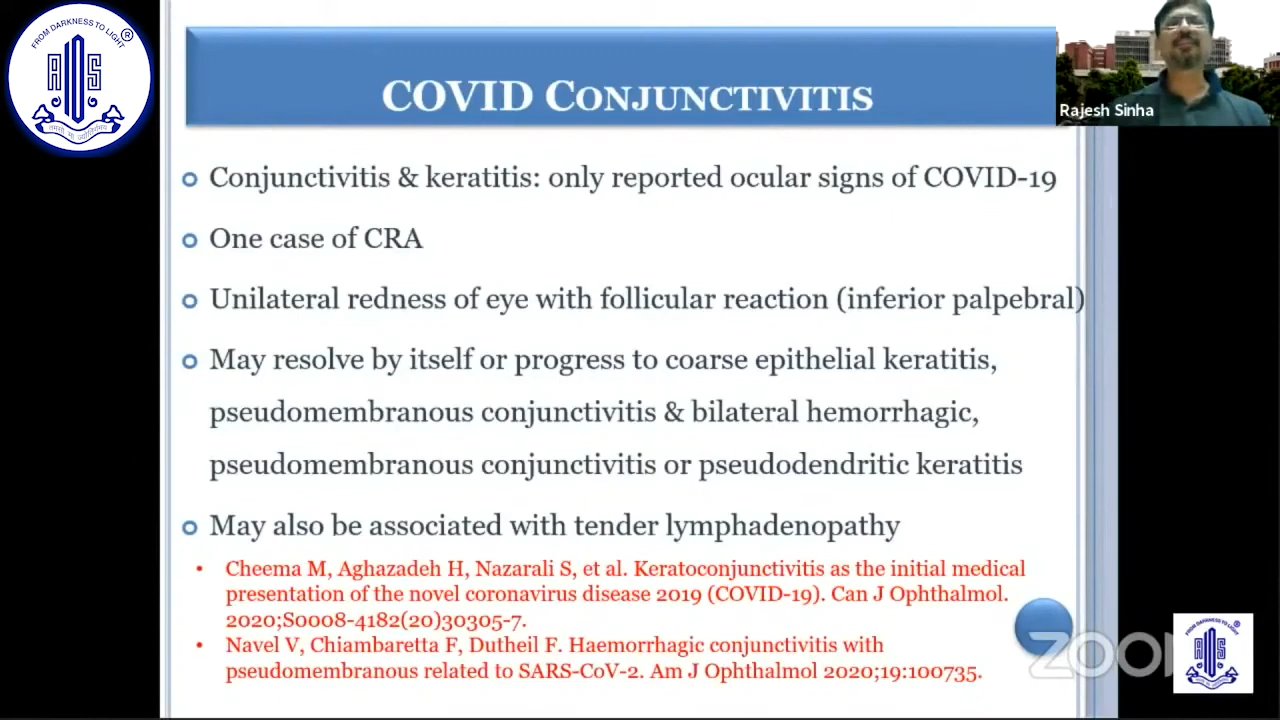 FROM DARKNESS TO LIGHT
®
AIOS
COVID CONJUNCTIVITIS
Rajesh Sinha
Conjunctivitis & keratitis: only reported ocular signs of COVID-19
One case of CRA
Unilateral redness of eye with follicular reaction (inferior palpebral)
May resolve by itself or progress to coarse epithelial keratitis,
pseudomembranous conjunctivitis & bilateral hemorrhagic,
pseudomembranous conjunctivitis or pseudodendritic keratitis
May also be associated with tender lymphadenopathy
• Cheema M, Aghazadeh H, Nazarali S, et al. Keratoconjunctivitis as the initial medical
presentation of the novel coronavirus disease 2019 (COVID-19). Can J Ophthalmol.
2020;S0008-4182(20)30305-7.
• Navel V, Chiambaretta F, Dutheil F. Haemorrhagic conjunctivitis with
pseudomembranous related to SARS-CoV-2. Am J Ophthalmol 2020;19:100735.
ZOOM